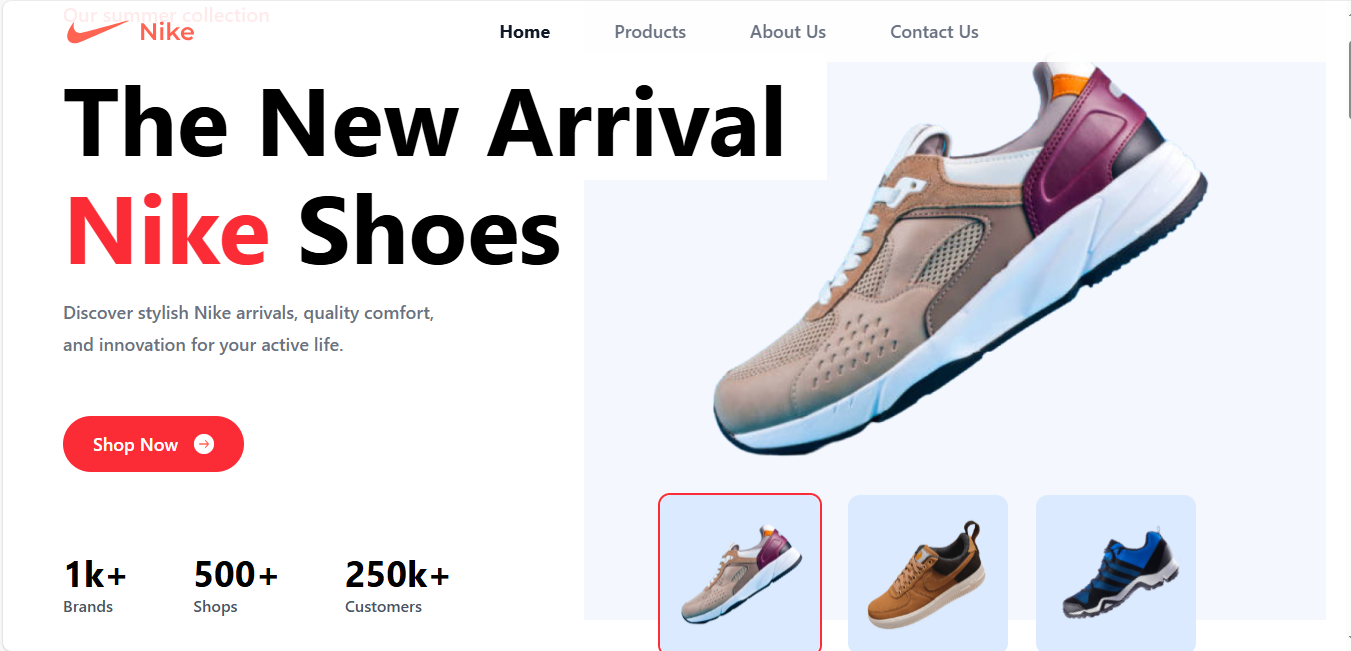 Our summer collection
Nike
Home
Products
About Us
Contact Us
The New Arrival
Nike Shoes
Discover stylish Nike arrivals, quality comfort,
and innovation for your active life.
Shop Now
1k+
Brands
500+
Shops
250k+
Customers